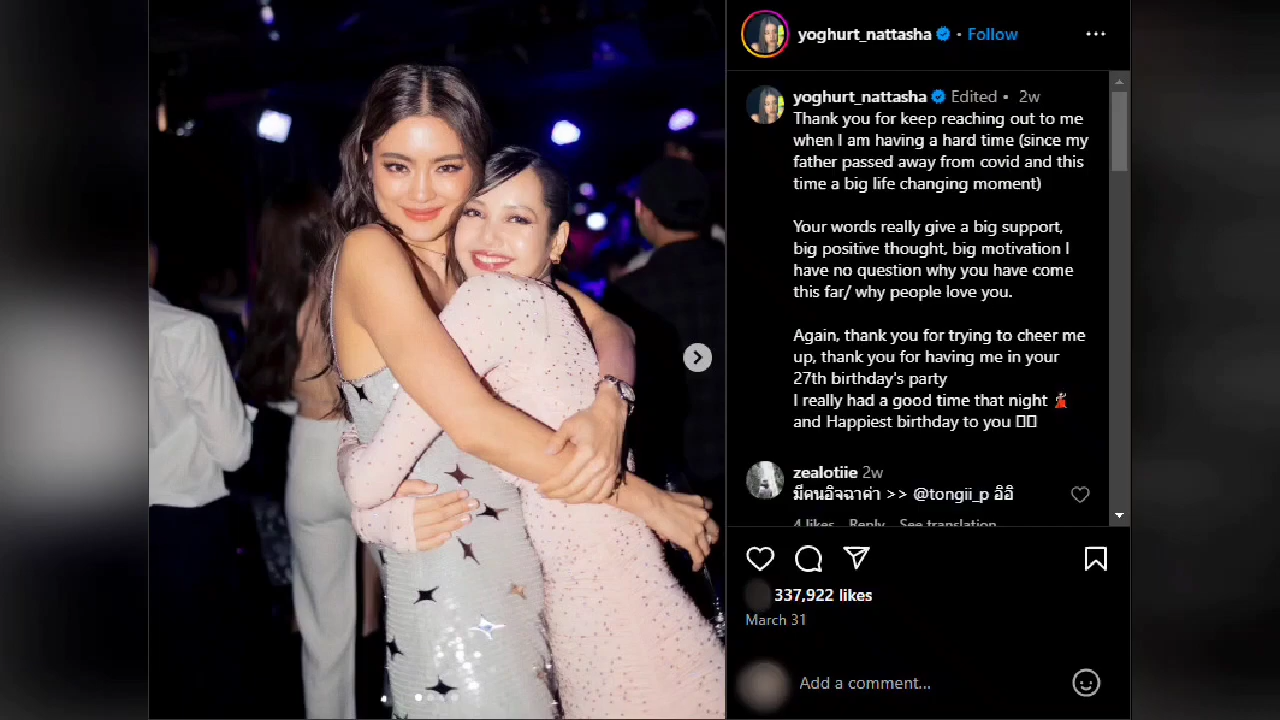 yoghurt_nattasha • Follow
yoghurt_nattasha Edited • 2w
Thank you for keep reaching out to me
when I am having a hard time (since my
father passed away from covid and this
time a big life changing moment)
Your words really give a big support,
big positive thought, big motivation I
have no question why you have come
this far/ why people love you.
Again, thank you for trying to cheer me
up, thank you for having me in your
27th birthday's party
I really had a good time that night 💃
and Happiest birthday to you
zealotiie 2w
มีคนอิจฉาค่า >> @tongii_p อิอิ
4 likes Reply See translation
337,922 likes
March 31
Add a comment...